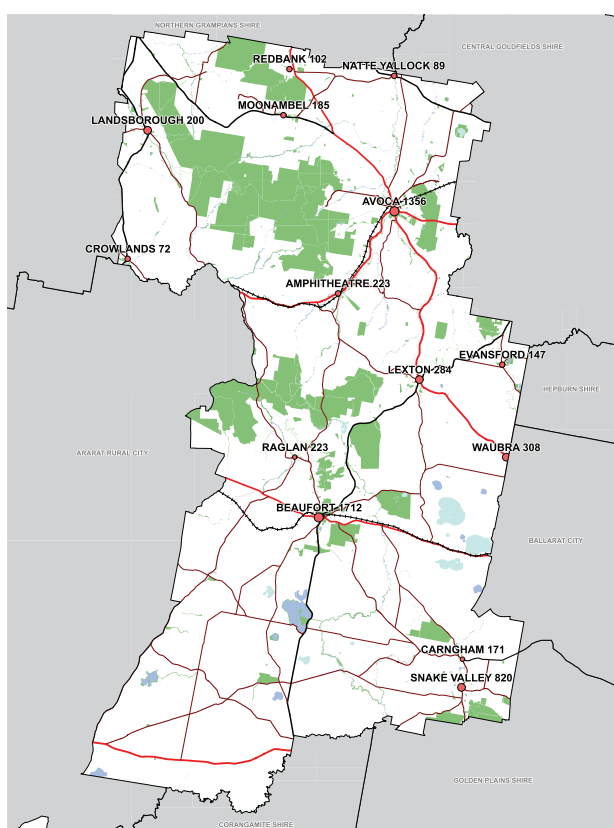 NORTHERN GRAMPIANS SHIRE
CENTRAL GOLDFIELDS SHIRE
REDBANK 102
NATTE YALLOCK 89
MOONAMBEL 185
LANDSBOROUGH 200
AVOCA 1356
CROWLANDS 72
AMPHITHEATRE 223
EVANSFORD 147
LEXTON 284
HEPBURN SHIRE
RAGLAN 223
WAUBRA 308
ARARAT RURAL CITY
BEAUFORT 1712
BALLARAT CITY
CARNGHAM 171
SNAKE VALLEY 820
GOLDEN PLAINS SHIRE
CORANGAMITE SHIRE